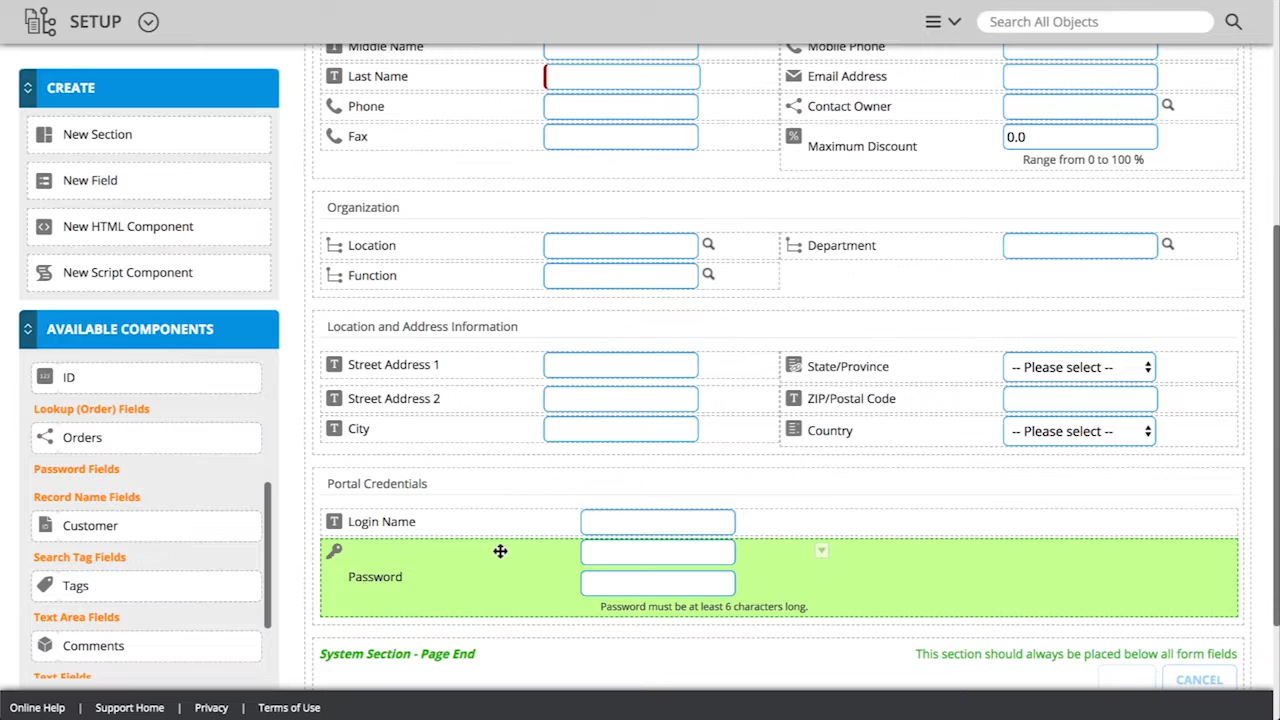 SETUP
Search All Objects
CREATE
New Section
New Field
New HTML Component
New Script Component
AVAILABLE COMPONENTS
123 ID
Lookup (Order) Fields
Orders
Password Fields
Record Name Fields
Customer
Search Tag Fields
Tags
Text Area Fields
Comments
Text Fields
T Middle Name
Mobile Phone
T Last Name
Email Address
Phone
Contact Owner
Fax
% Maximum Discount
0.0
Range from 0 to 100 %
Organization
Location
Department
Function
Location and Address Information
T Street Address 1
State/Province
-- Please select --
T Street Address 2
T ZIP/Postal Code
T City
Country
-- Please select --
Portal Credentials
T Login Name
Password
Password must be at least 6 characters long.
System Section - Page End
This section should always be placed below all form fields
CANCEL
Online Help | Support Home | Privacy | Terms of Use